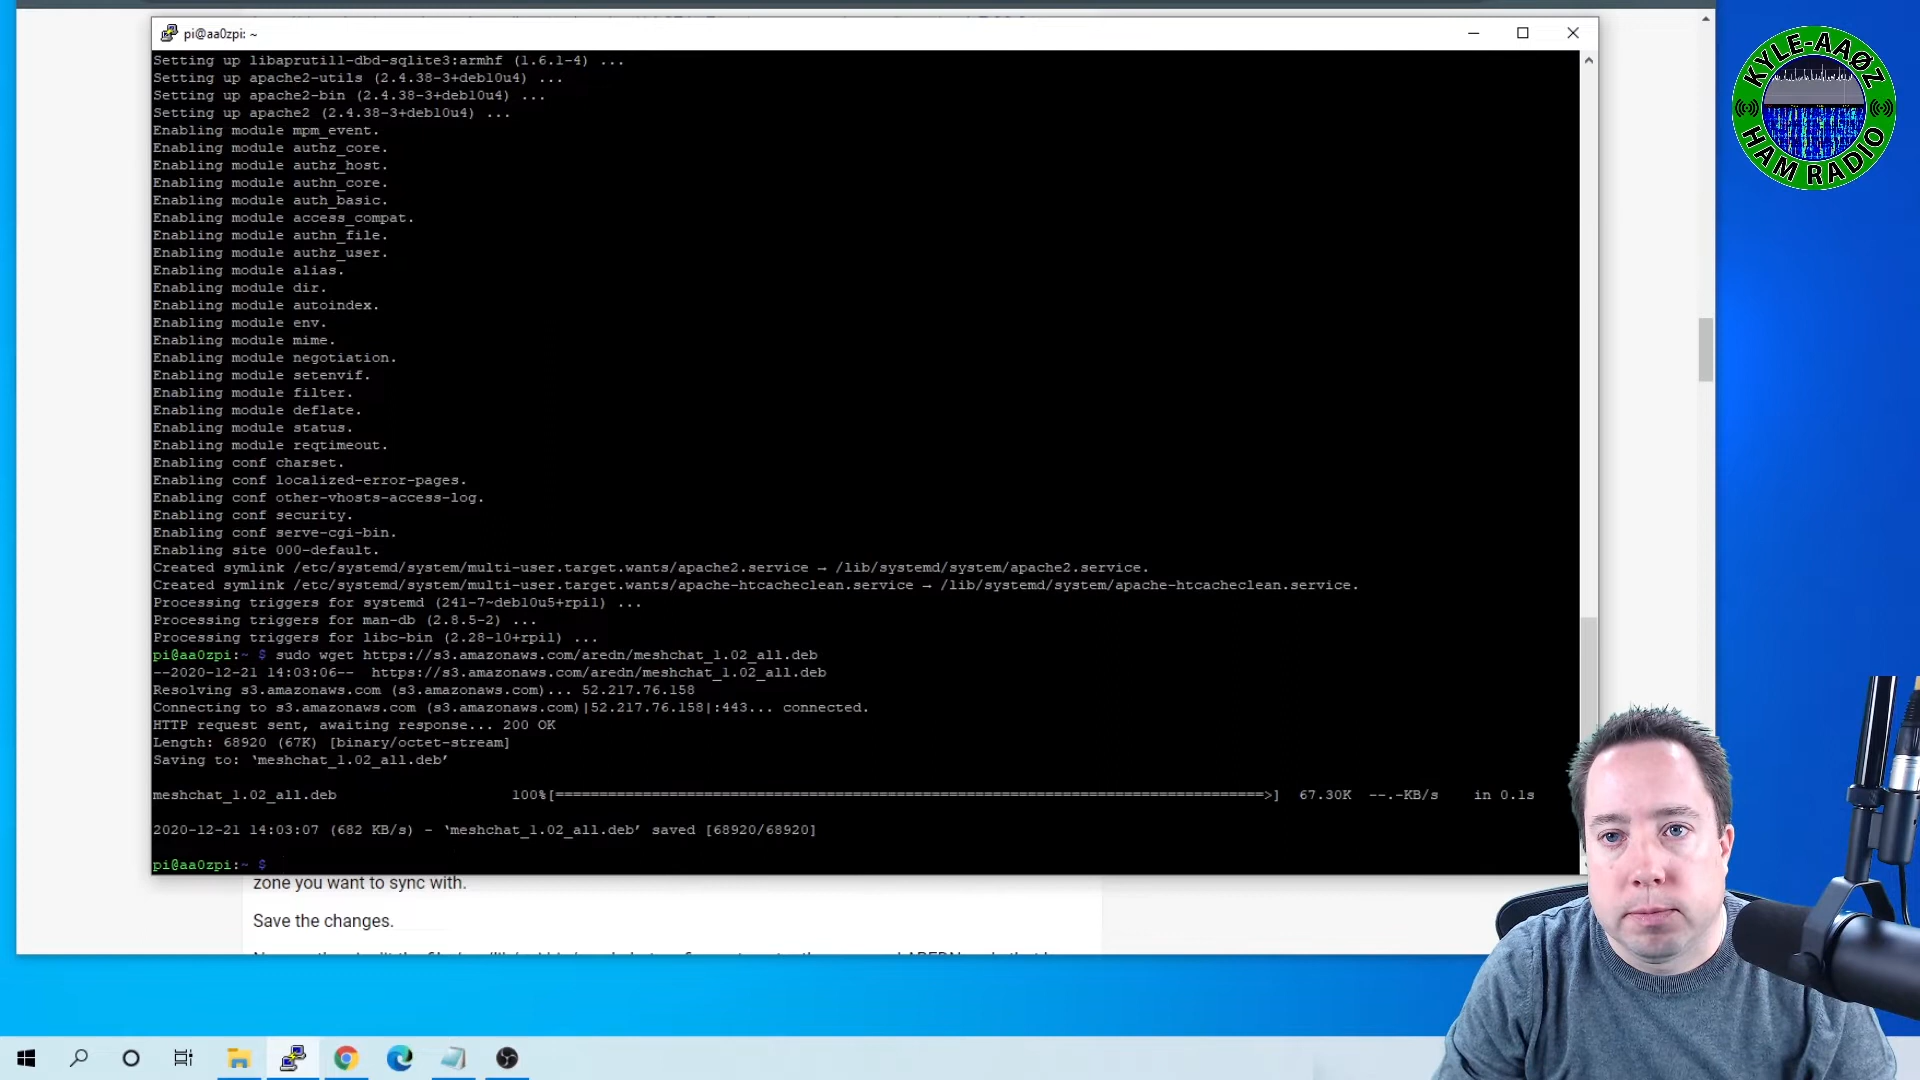 pi@aa0zpi: ~
Setting up libaprutil1-dbd-sqlite3:armhf (1.6.1-4) ...
Setting up apache2-utils (2.4.38-3+deb10u4) ...
Setting up apache2-bin (2.4.38-3+deb10u4) ...
Setting up apache2 (2.4.38-3+deb10u4) ...
Enabling module mpm_event.
Enabling module authz_core.
Enabling module authz_host.
Enabling module authn_core.
Enabling module auth_basic.
Enabling module access_compat.
Enabling module authn_file.
Enabling module authz_user.
Enabling module alias.
Enabling module dir.
Enabling module autoindex.
Enabling module env.
Enabling module mime.
Enabling module negotiation.
Enabling module setenvif.
Enabling module filter.
Enabling module deflate.
Enabling module status.
Enabling module reqtimeout.
Enabling conf charset.
Enabling conf localized-error-pages.
Enabling conf other-vhosts-access-log.
Enabling conf security.
Enabling conf serve-cgi-bin.
Enabling site 000-default.
Created symlink /etc/systemd/system/multi-user.target.wants/apache2.service → /lib/systemd/system/apache2.service.
Created symlink /etc/systemd/system/multi-user.target.wants/apache-htcacheclean.service → /lib/systemd/system/apache-htcacheclean.service.
Processing triggers for systemd (241-7~deb10u5+rpi1) ...
Processing triggers for man-db (2.8.5-2) ...
Processing triggers for libc-bin (2.28-10+rpi1) ...
pi@aa0zpi:~ $ sudo wget https://s3.amazonaws.com/aredn/meshchat_1.02_all.deb
--2020-12-21 14:03:06-- https://s3.amazonaws.com/aredn/meshchat_1.02_all.deb
Resolving s3.amazonaws.com (s3.amazonaws.com)... 52.217.76.158
Connecting to s3.amazonaws.com (s3.amazonaws.com)|52.217.76.158|:443... connected.
HTTP request sent, awaiting response... 200 OK
Length: 68920 (67K) [binary/octet-stream]
Saving to: ‘meshchat_1.02_all.deb’
meshchat_1.02_all.deb 100%[==================================================================================>] 67.30K --.-KB/s in 0.1s
2020-12-21 14:03:07 (682 KB/s) - ‘meshchat_1.02_all.deb’ saved [68920/68920]
pi@aa0zpi:~ $
zone you want to sync with.
Save the changes.
KYLE-AAØZ
HAM RADIO